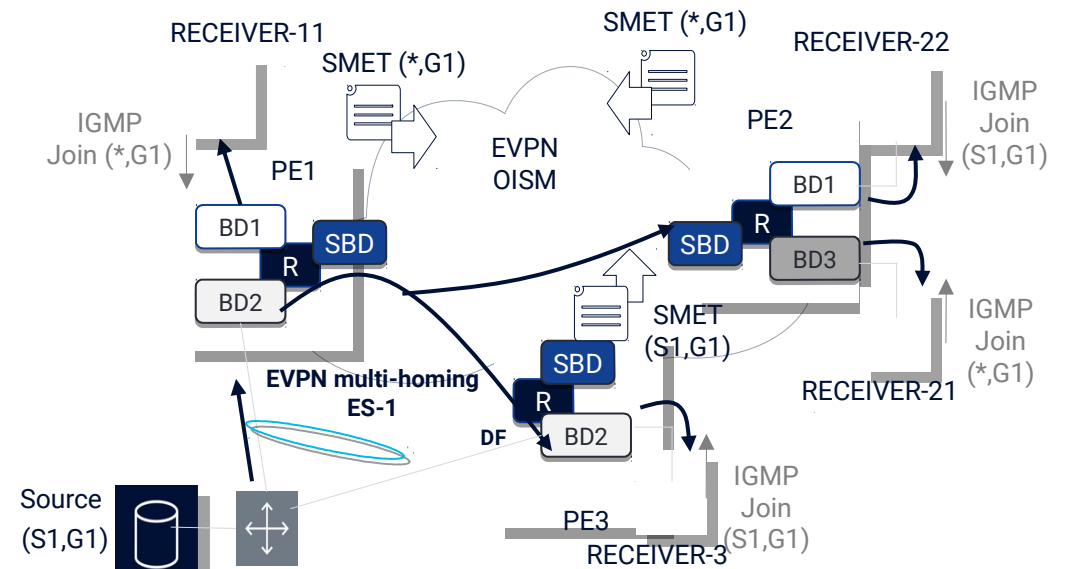 RECEIVER-11
SMET (*,G1)
SMET (*,G1)
RECEIVER-22
IGMP
Join (*,G1)
PE1
EVPN
OISM
PE2
IGMP
Join
(S1,G1)
BD1
SBD
R
BD2
BD1
R
SBD
BD3
SMET
(S1,G1)
IGMP
Join
(*,G1)
RECEIVER-21
EVPN multi-homing
ES-1
SBD
R
DF
BD2
Source
(S1,G1)
IGMP
Join
(S1,G1)
PE3
RECEIVER-3